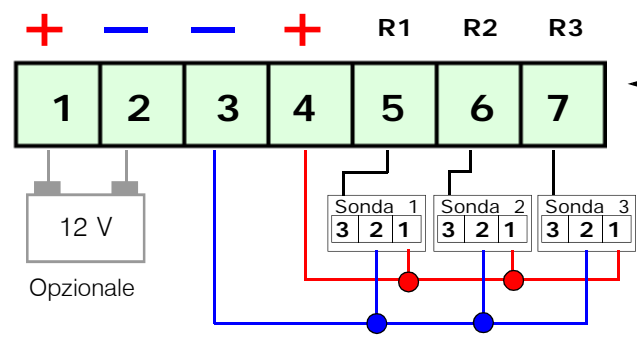 + — — + R1 R2 R3
1 2 3 4 5 6 7
Sonda 1 Sonda 2 Sonda 3
3 2 1 3 2 1 3 2 1
12 V
Opzionale